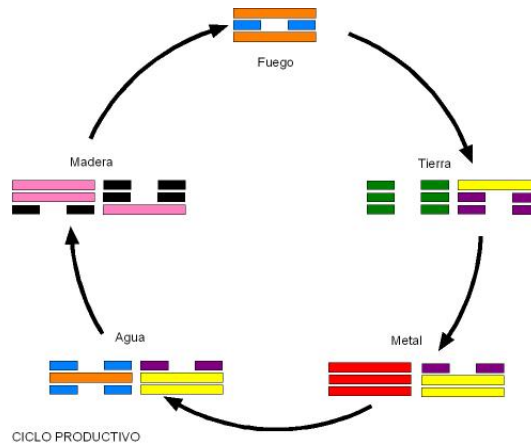 Fuego
Madera
Tierra
Agua
Metal
CICLO PRODUCTIVO